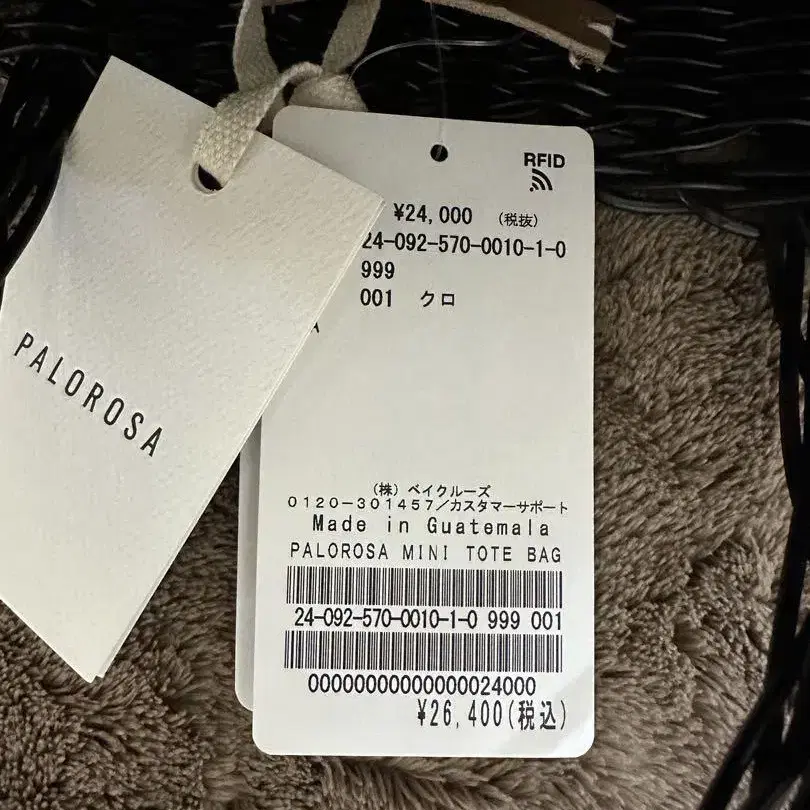 PALOROSA
RFID
¥24,000 (税抜)
24-092-570-0010-1-0
999
001 クロ
(株) ベイクルーズ
0120-301457/カスタマーサポート
Made in Guatemala
PALOROSA MINI TOTE BAG
24-092-570-0010-1-0 999 001
00000000000000024000
¥26,400(税込)